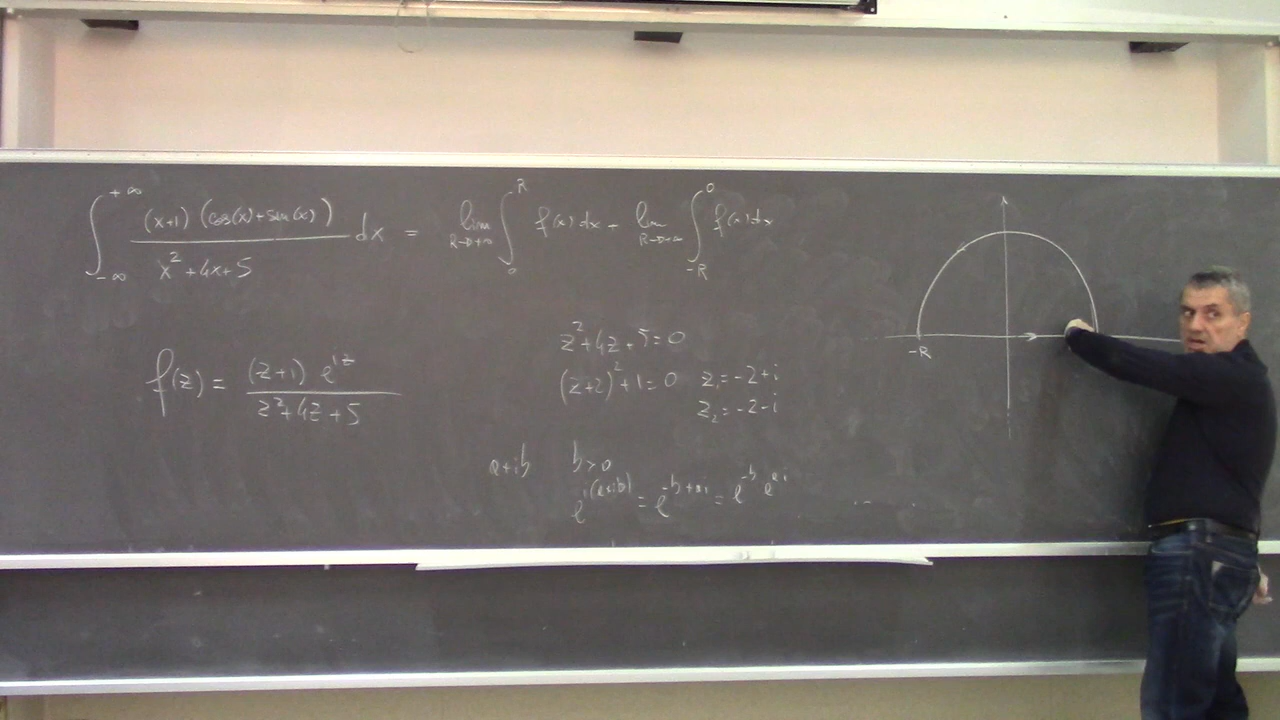 ∫_{-∞}^{+∞} (x+1)(cos(x)+sin(x)) / (x²+4x+5) dx = lim_{R→+∞} ∫_0^R f(x)dx + lim_{R→+∞} ∫_{-R}^0 f(x)dx
f(z) = (z+1) e^{iz} / (z²+4z+5)
z²+4z+5=0
(z+2)²+1=0
z₁=-2+i
z₂=-2-i
a+ib b>0
e^{i(a+ib)} = e^{-b+ai} = e^{-b} e^{ai}
-R